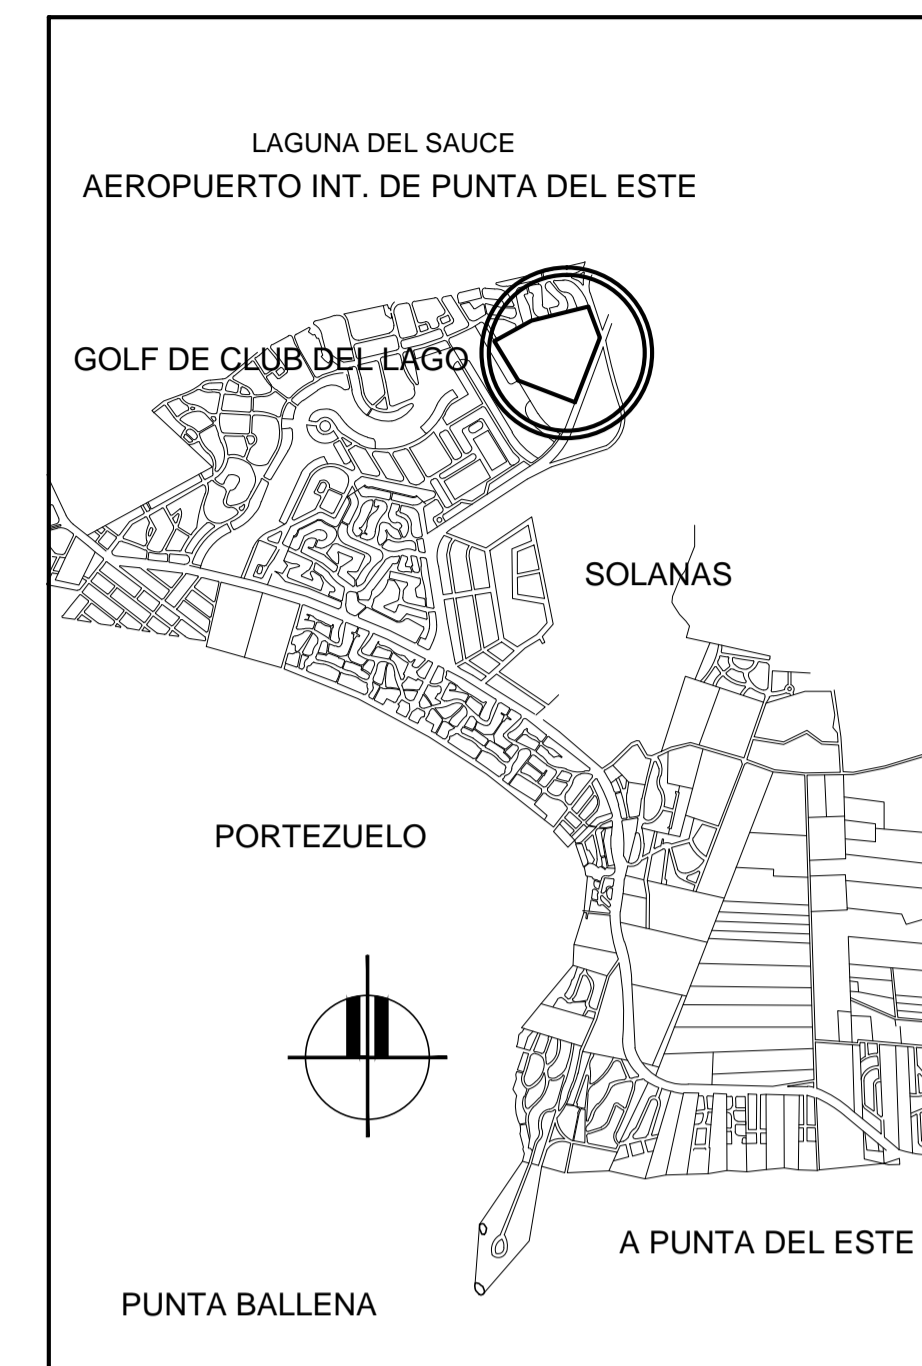 LAGUNA DEL SAUCE
AEROPUERTO INT. DE PUNTA DEL ESTE
GOLF DE CLUB DEL LAGO
SOLANAS
PORTEZUELO
A PUNTA DEL ESTE
PUNTA BALLENA